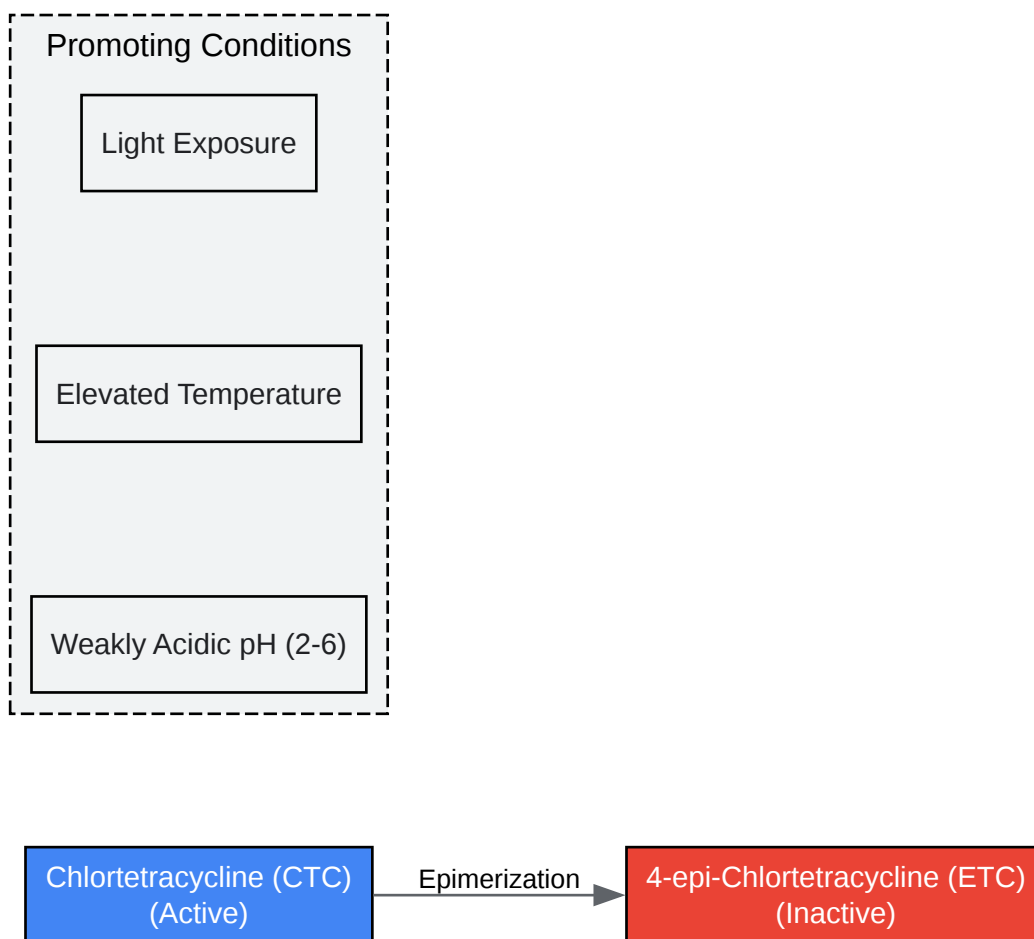 Promoting Conditions
Light Exposure
Elevated Temperature
Weakly Acidic pH (2-6)
Chlortetracycline (CTC)
(Active)
Epimerization
4-epi-Chlortetracycline (ETC)
(Inactive)